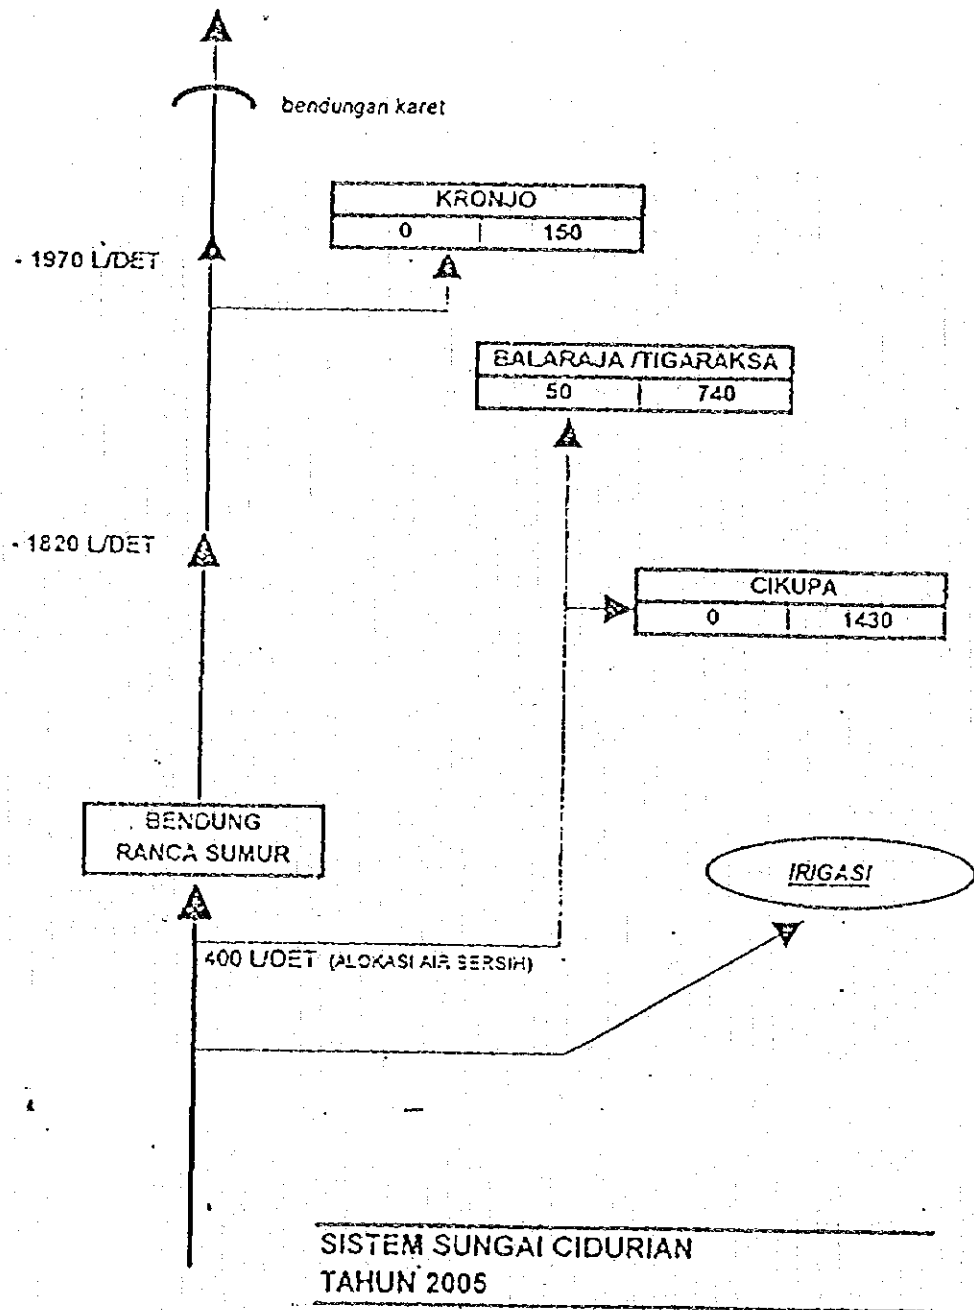 bendungan karet
KRONJO
0 | 150
- 1970 L/DET
BALARAJA /TIGARAKSA
50 | 740
- 1820 L/DET
CIKUPA
0 | 1430
BENDUNG
RANCA SUMUR
IRIGASI
400 L/DET (ALOKASI AIR BERSIH)
SISTEM SUNGAI CIDURIAN
TAHUN 2005